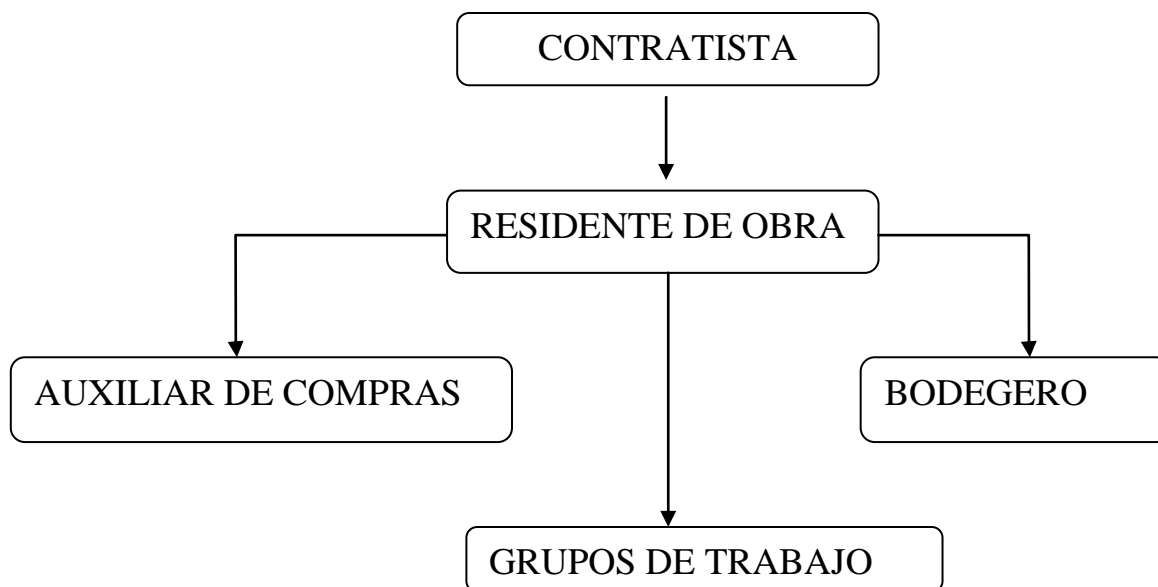 CONTRATISTA
RESIDENTE DE OBRA
AUXILIAR DE COMPRAS
BODEGERO
GRUPOS DE TRABAJO